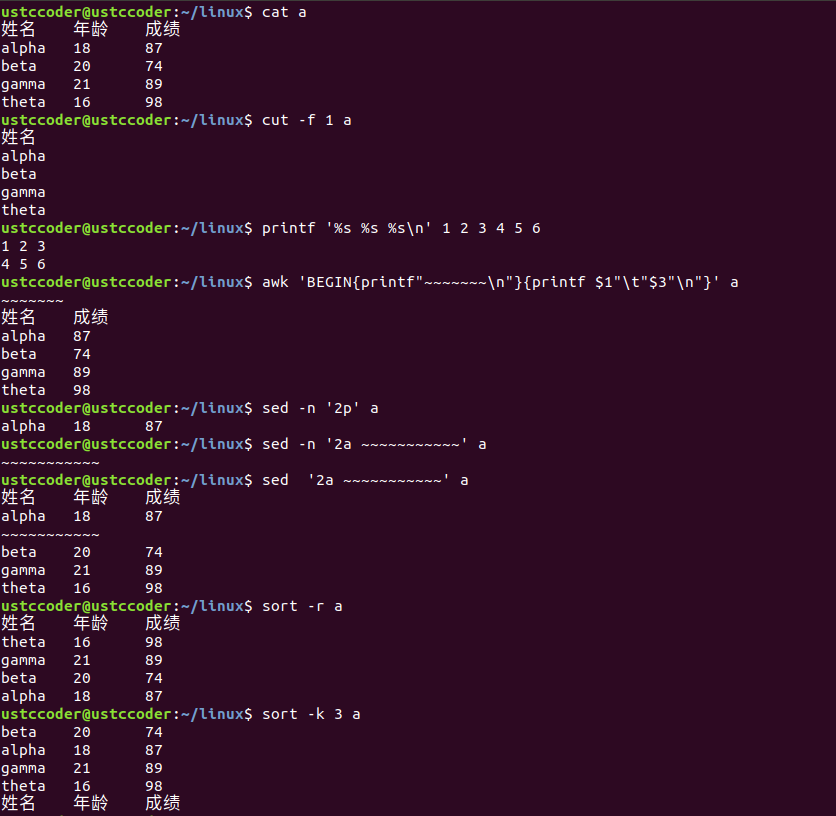 ustccoder@ustccoder:~/linux$ cat a
姓名    年龄    成绩
alpha   18      87
beta    20      74
gamma   21      89
theta   16      98
ustccoder@ustccoder:~/linux$ cut -f 1 a
姓名
alpha
beta
gamma
theta
ustccoder@ustccoder:~/linux$ printf '%s %s %s\n' 1 2 3 4 5 6
1 2 3
4 5 6
ustccoder@ustccoder:~/linux$ awk 'BEGIN{printf"~~~~~~~\n"}{printf $1"\t"$3"\n"}' a
~~~~~~~
姓名    成绩
alpha   87
beta    74
gamma   89
theta   98
ustccoder@ustccoder:~/linux$ sed -n '2p' a
alpha   18      87
ustccoder@ustccoder:~/linux$ sed -n '2a ~~~~~~~~~~~' a
~~~~~~~~~~~
ustccoder@ustccoder:~/linux$ sed  '2a ~~~~~~~~~~~' a
姓名    年龄    成绩
alpha   18      87
~~~~~~~~~~~
beta    20      74
gamma   21      89
theta   16      98
ustccoder@ustccoder:~/linux$ sort -r a
姓名    年龄    成绩
theta   16      98
gamma   21      89
beta    20      74
alpha   18      87
ustccoder@ustccoder:~/linux$ sort -k 3 a
beta    20      74
alpha   18      87
gamma   21      89
theta   16      98
姓名    年龄    成绩